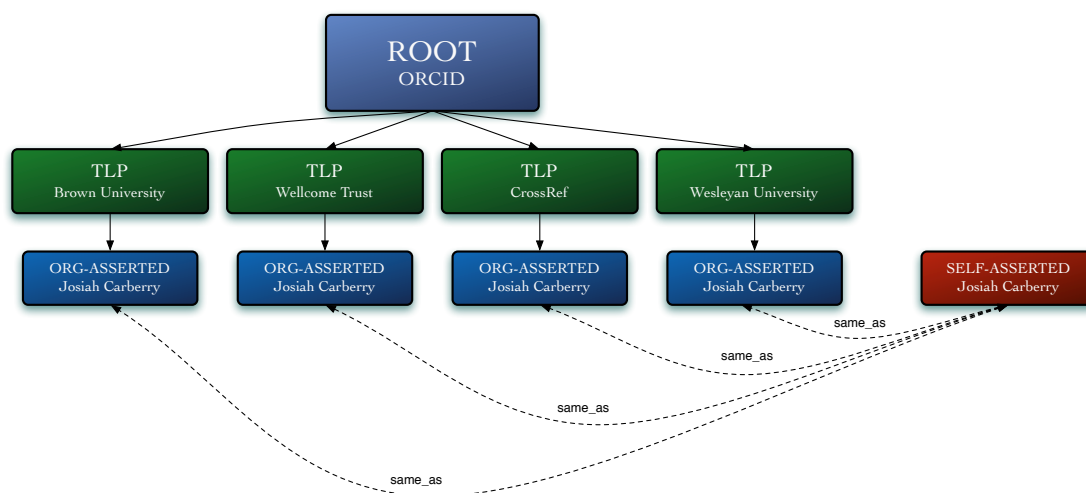 ROOT
ORCID
TLP
Brown University
TLP
Wellcome Trust
TLP
CrossRef
TLP
Wesleyan University
ORG-ASSERTED
Josiah Carberry
ORG-ASSERTED
Josiah Carberry
ORG-ASSERTED
Josiah Carberry
ORG-ASSERTED
Josiah Carberry
SELF-ASSERTED
Josiah Carberry
same_as
same_as
same_as
same_as